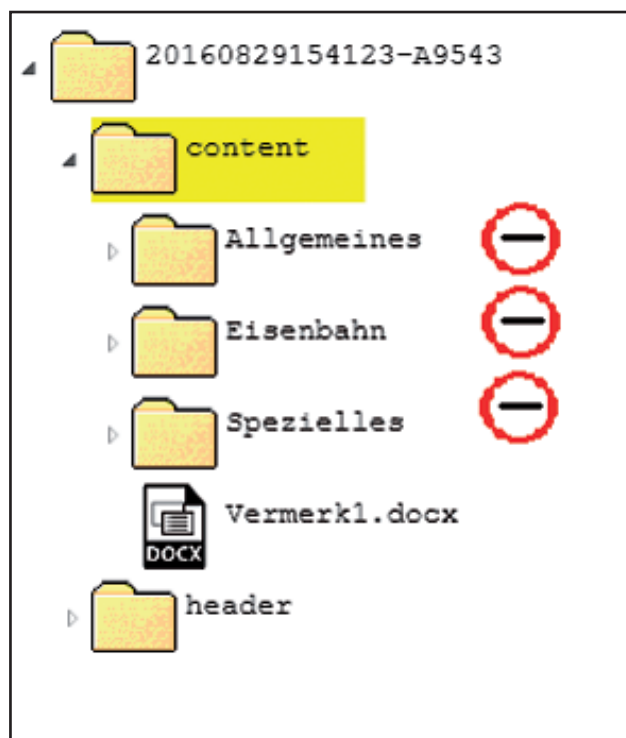 20160829154123-A9543
content
Allgemeines
Eisenbahn
Spezielles
Vermerk1.docx
DOCX
header